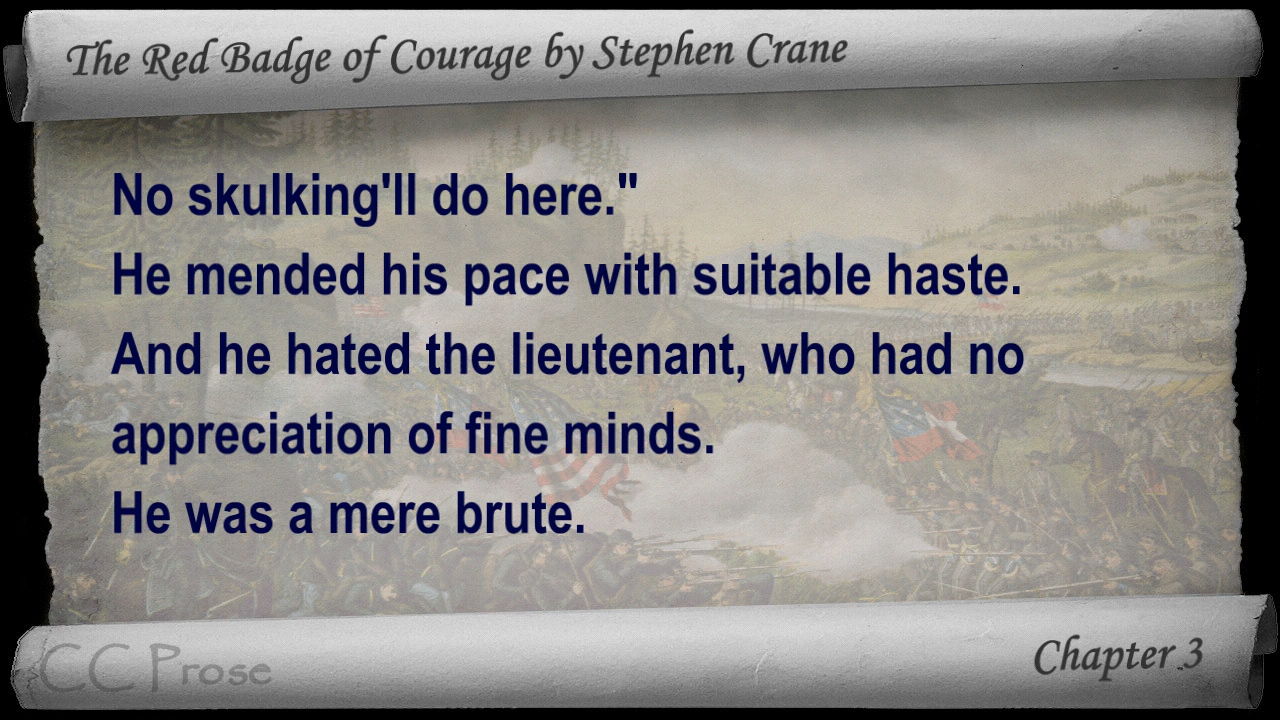 The Red Badge of Courage by Stephen Crane
No skulking'll do here."
He mended his pace with suitable haste.
And he hated the lieutenant, who had no
appreciation of fine minds.
He was a mere brute.
CC Prose
Chapter 3